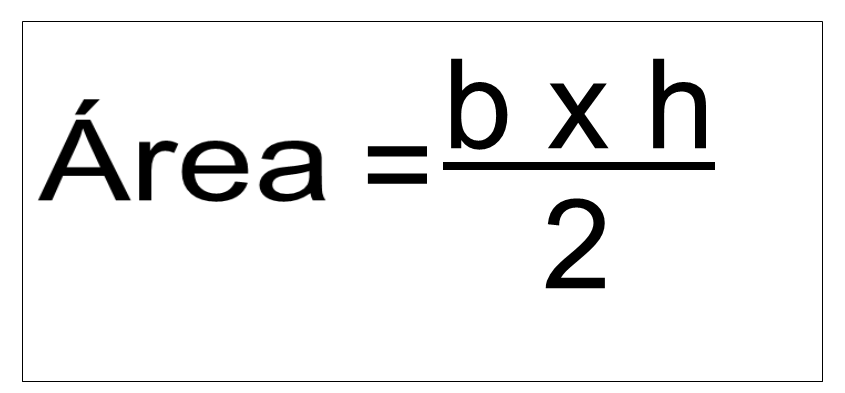 Área = b x h
2